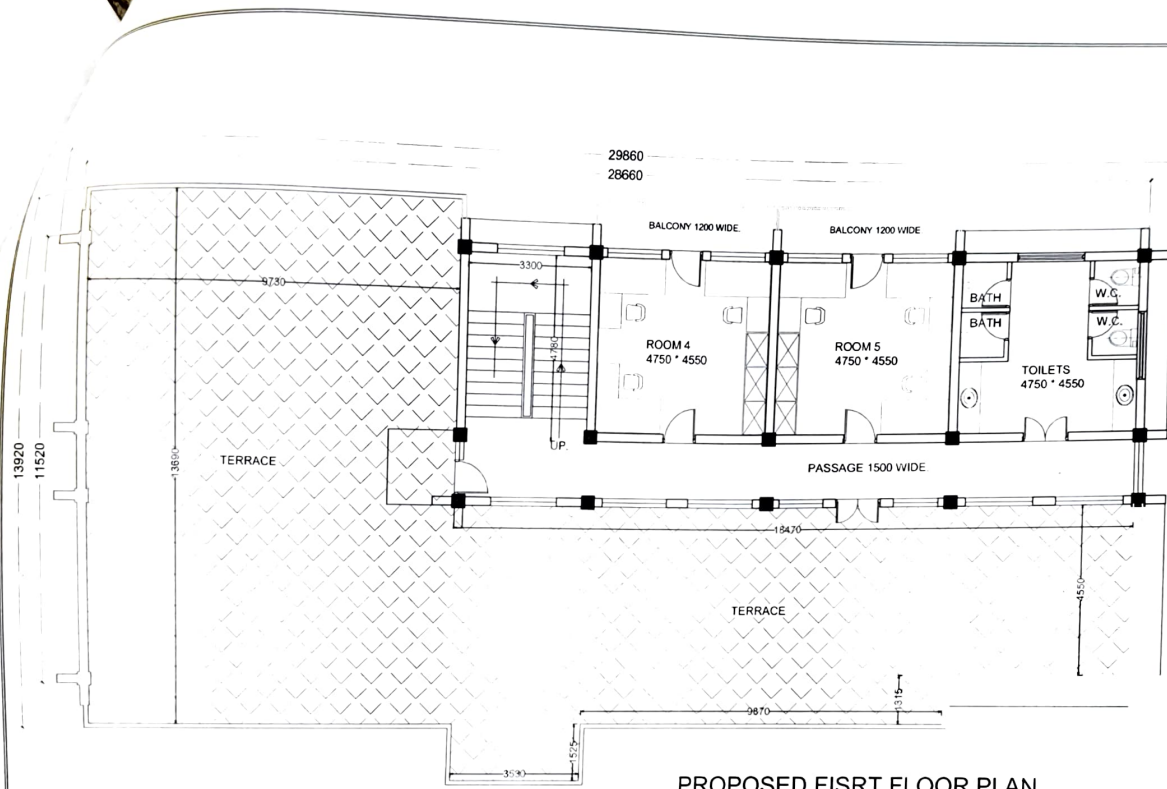 29860
28660
BALCONY 1200 WIDE.
BALCONY 1200 WIDE
3300
9730
BATH
W.C.
BATH
W.C.
4780
ROOM 4
4750 * 4550
ROOM 5
4750 * 4550
TOILETS
4750 * 4550
UP.
13920
11520
13690
TERRACE
PASSAGE 1500 WIDE
18470
4550
TERRACE
1315
9870
1525
3530
PROPOSED FISRT FLOOR PLAN